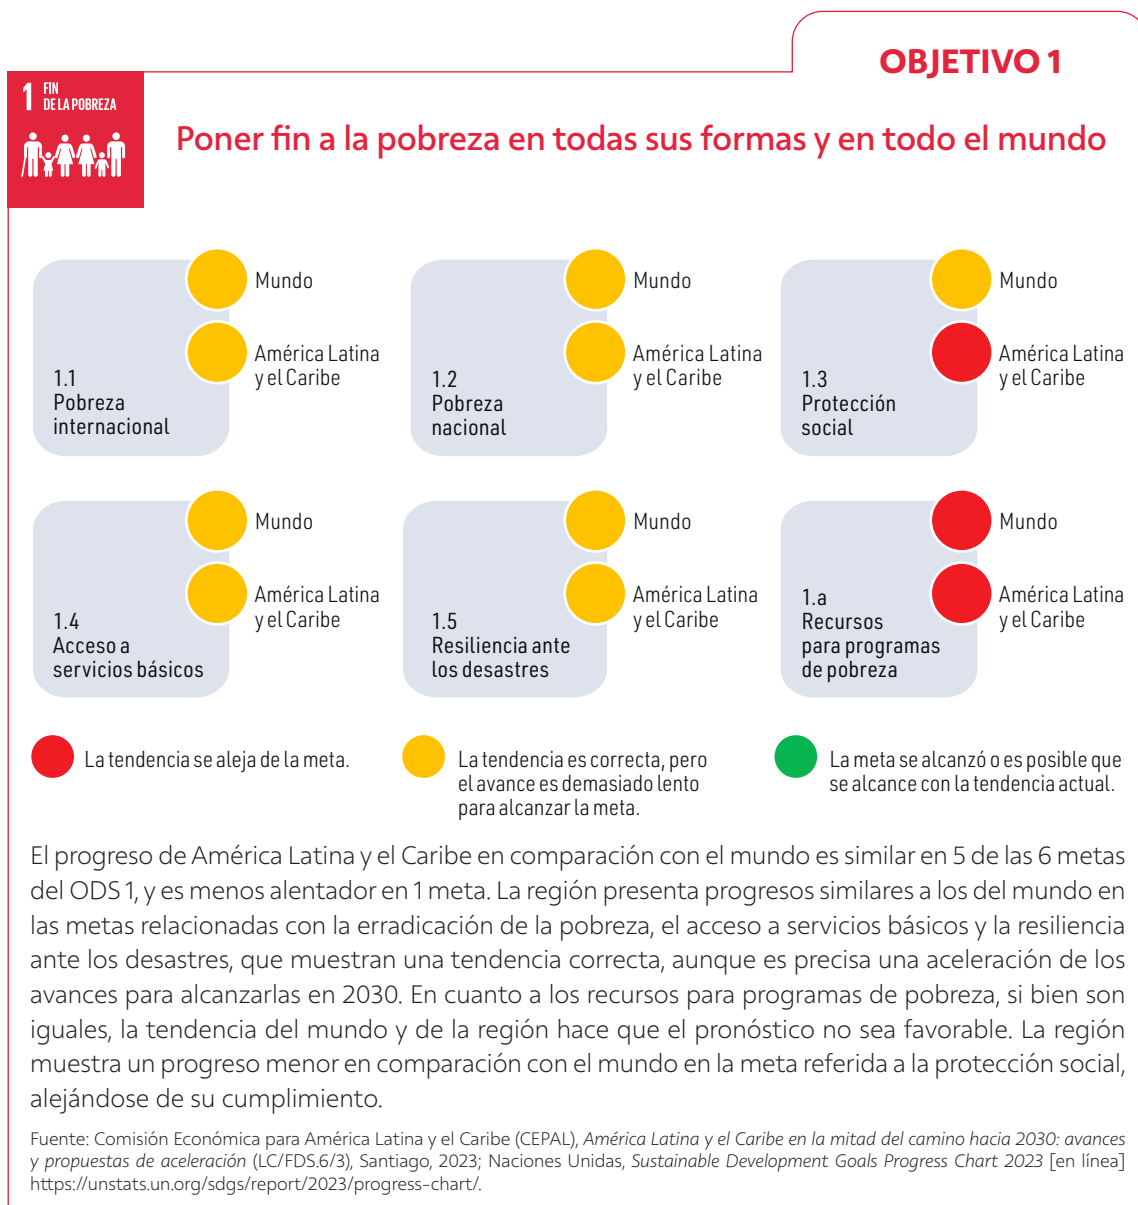 OBJETIVO 1
1 FIN
DE LA POBREZA
Poner fin a la pobreza en todas sus formas y en todo el mundo
Mundo
América Latina
y el Caribe
1.1
Pobreza
internacional
Mundo
América Latina
y el Caribe
1.2
Pobreza
nacional
Mundo
América Latina
y el Caribe
1.3
Protección
social
Mundo
América Latina
y el Caribe
1.4
Acceso a
servicios básicos
Mundo
América Latina
y el Caribe
1.5
Resiliencia ante
los desastres
Mundo
América Latina
y el Caribe
1.a
Recursos
para programas
de pobreza
La tendencia se aleja de la meta.
La tendencia es correcta, pero
el avance es demasiado lento
para alcanzar la meta.
La meta se alcanzó o es posible que
se alcance con la tendencia actual.
El progreso de América Latina y el Caribe en comparación con el mundo es similar en 5 de las 6 metas
del ODS 1, y es menos alentador en 1 meta. La región presenta progresos similares a los del mundo en
las metas relacionadas con la erradicación de la pobreza, el acceso a servicios básicos y la resiliencia
ante los desastres, que muestran una tendencia correcta, aunque es precisa una aceleración de los
avances para alcanzarlas en 2030. En cuanto a los recursos para programas de pobreza, si bien son
iguales, la tendencia del mundo y de la región hace que el pronóstico no sea favorable. La región
muestra un progreso menor en comparación con el mundo en la meta referida a la protección social,
alejándose de su cumplimiento.
Fuente: Comisión Económica para América Latina y el Caribe (CEPAL), América Latina y el Caribe en la mitad del camino hacia 2030: avances
y propuestas de aceleración (LC/FDS.6/3), Santiago, 2023; Naciones Unidas, Sustainable Development Goals Progress Chart 2023 [en línea]
https://unstats.un.org/sdgs/report/2023/progress-chart/.